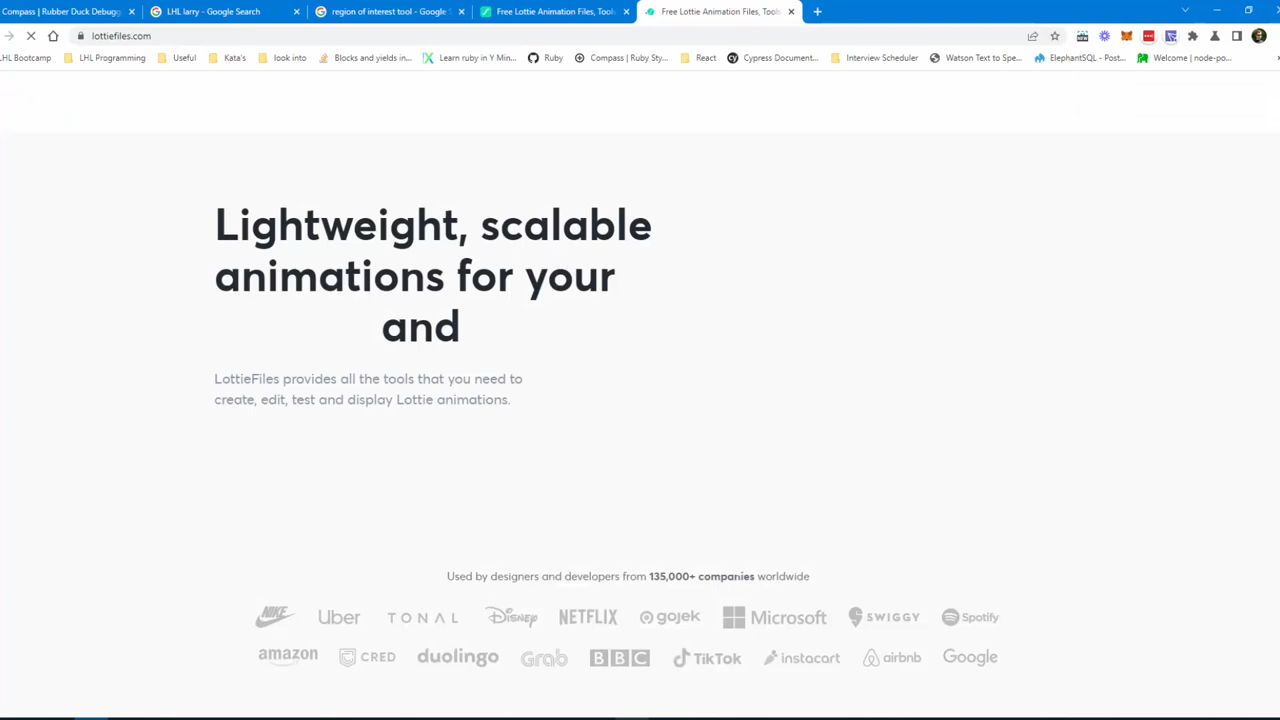 Compass | Rubber Duck Debugg
LHL larry - Google Search
region of interest tool - Google S
Free Lottie Animation Files, Tools
Free Lottie Animation Files, Tools
lottiefiles.com
LHL Bootcamp
LHL Programming
Useful
Kata's
look into
Blocks and yields in...
Learn ruby in Y Min...
Ruby
Compass | Ruby Sty...
React
Cypress Document...
Interview Scheduler
Watson Text to Spe...
ElephantSQL - Post...
Welcome | node-po...
Lightweight, scalable
animations for your
and
LottieFiles provides all the tools that you need to
create, edit, test and display Lottie animations.
Used by designers and developers from 135,000+ companies worldwide
NIKE Uber TONAL Disney NETFLIX gojek Microsoft SWIGGY Spotify
amazon CRED duolingo Grab BBC TikTok instacart airbnb Google